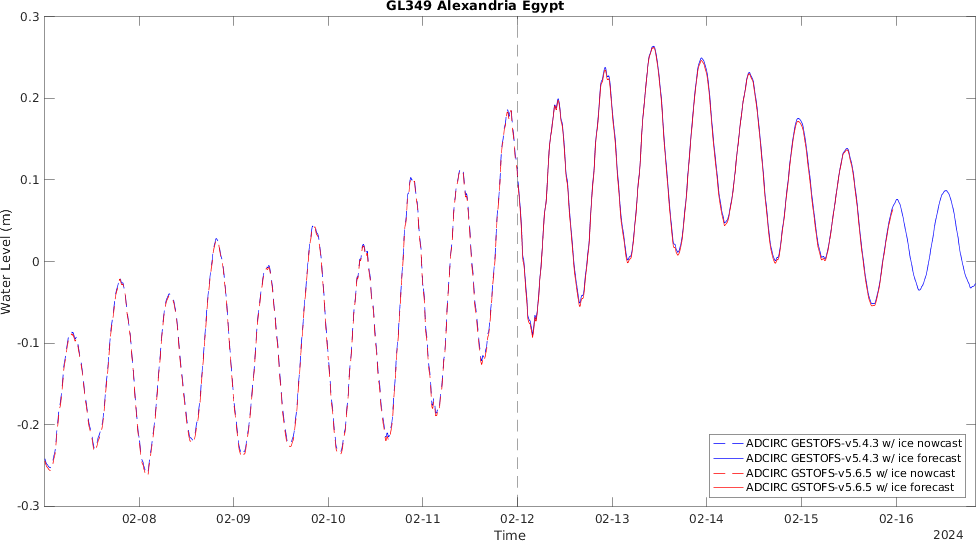 GL349 Alexandria Egypt
0.3
0.2
0.1
0
-0.1
-0.2
-0.3
Water Level (m)
02-08 02-09 02-10 02-11 02-12 02-13 02-14 02-15 02-16
Time
2024
ADCIRC GESTOFS-v5.4.3 w/ ice nowcast
ADCIRC GESTOFS-v5.4.3 w/ ice forecast
ADCIRC GSTOFS-v5.6.5 w/ ice nowcast
ADCIRC GSTOFS-v5.6.5 w/ ice forecast